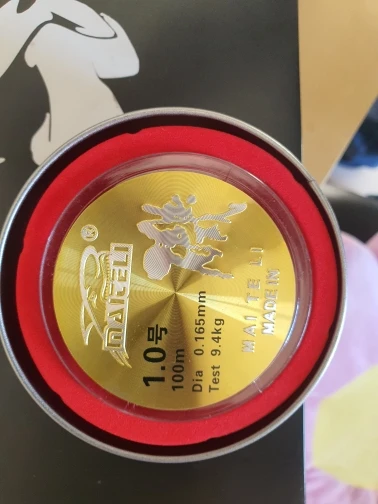 MAITELI
®
MAI TE LI
MADE IN
1.0号
100m
Dia 0.165mm
Test 9.4kg